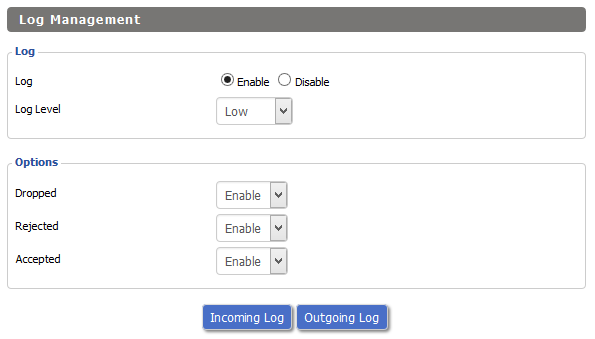 Log Management
Log
Log Enable Disable
Log Level Low
Options
Dropped Enable
Rejected Enable
Accepted Enable
Incoming Log Outgoing Log